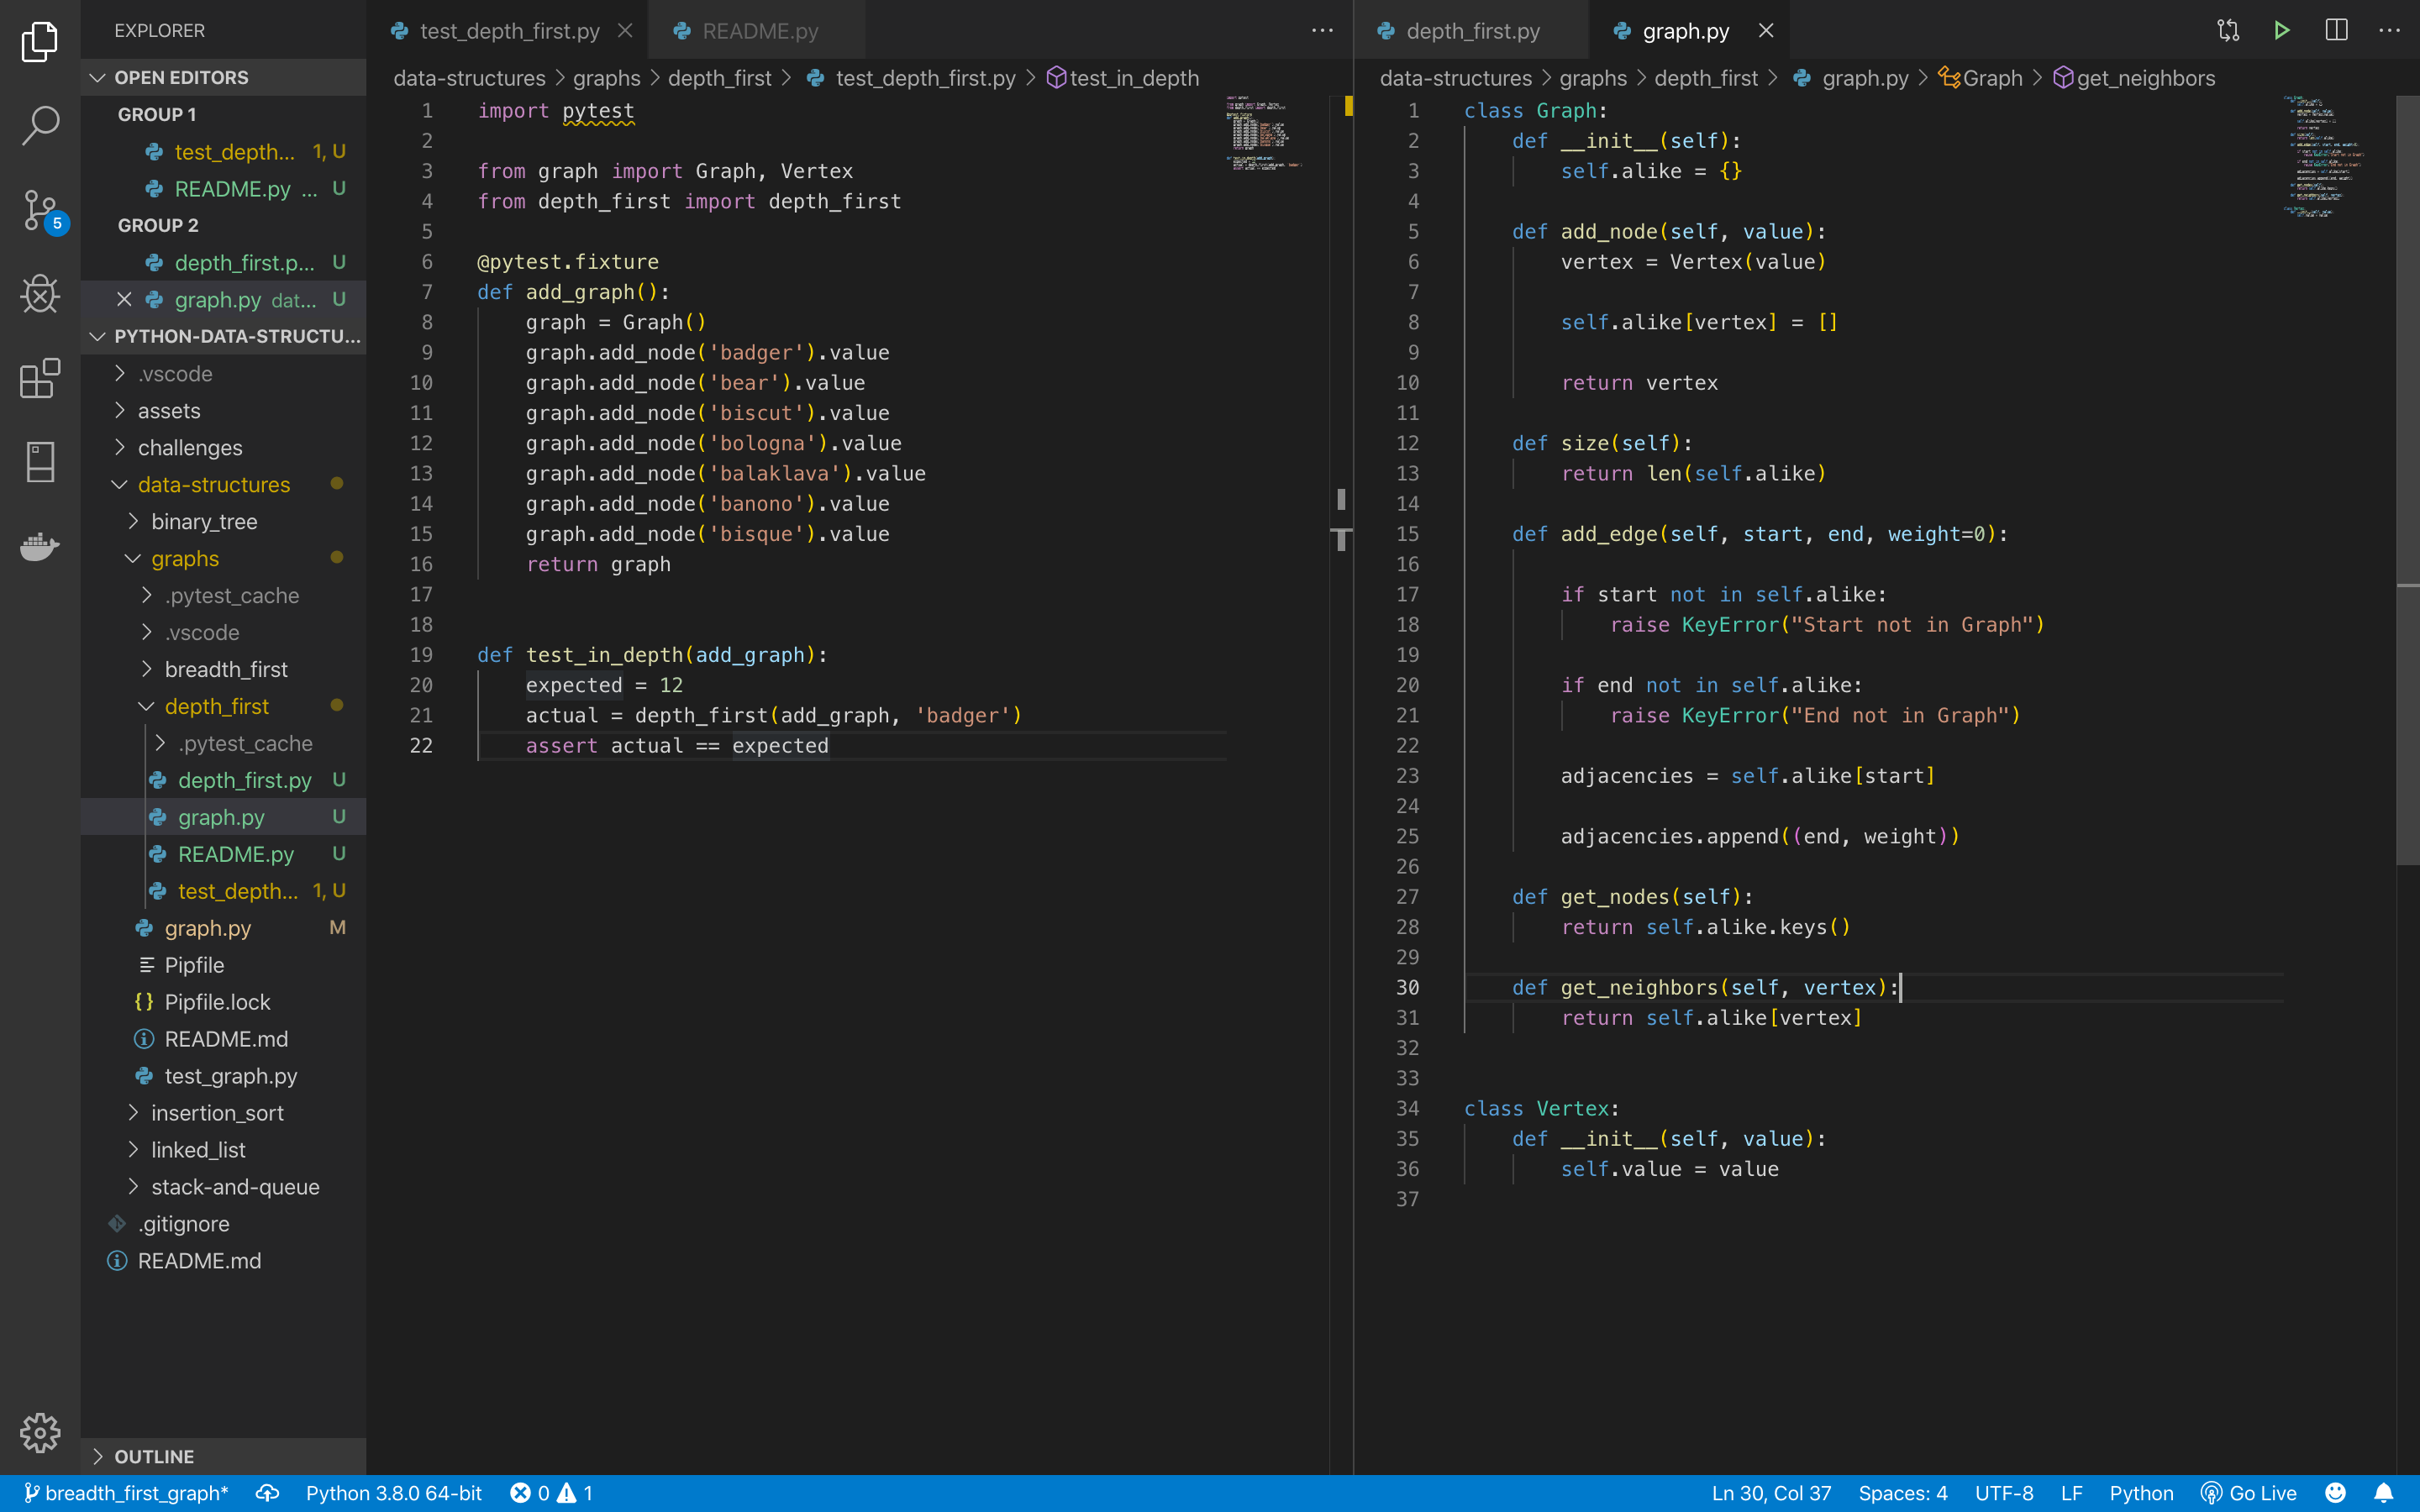 EXPLORER
OPEN EDITORS
GROUP 1
test_depth... 1, U
README.py ... U
GROUP 2
depth_first.p... U
graph.py dat... U
PYTHON-DATA-STRUCTU...
.vscode
assets
challenges
data-structures
binary_tree
graphs
.pytest_cache
.vscode
breadth_first
depth_first
.pytest_cache
depth_first.py U
graph.py U
README.py U
test_depth... 1, U
graph.py M
Pipfile
{} Pipfile.lock
README.md
test_graph.py
insertion_sort
linked_list
stack-and-queue
.gitignore
README.md
OUTLINE
5
test_depth_first.py
README.py
data-structures > graphs > depth_first > test_depth_first.py > test_in_depth
1 import pytest
2
3 from graph import Graph, Vertex
4 from depth_first import depth_first
5
6 @pytest.fixture
7 def add_graph():
8 graph = Graph()
9 graph.add_node('badger').value
10 graph.add_node('bear').value
11 graph.add_node('biscut').value
12 graph.add_node('bologna').value
13 graph.add_node('balaklava').value
14 graph.add_node('banono').value
15 graph.add_node('bisque').value
16 return graph
17
18
19 def test_in_depth(add_graph):
20 expected = 12
21 actual = depth_first(add_graph, 'badger')
22 assert actual == expected
depth_first.py
graph.py
data-structures > graphs > depth_first > graph.py > Graph > get_neighbors
1 class Graph:
2 def __init__(self):
3 self.alike = {}
4
5 def add_node(self, value):
6 vertex = Vertex(value)
7
8 self.alike[vertex] = []
9
10 return vertex
11
12 def size(self):
13 return len(self.alike)
14
15 def add_edge(self, start, end, weight=0):
16
17 if start not in self.alike:
18 raise KeyError("Start not in Graph")
19
20 if end not in self.alike:
21 raise KeyError("End not in Graph")
22
23 adjacencies = self.alike[start]
24
25 adjacencies.append((end, weight))
26
27 def get_nodes(self):
28 return self.alike.keys()
29
30 def get_neighbors(self, vertex):
31 return self.alike[vertex]
32
33
34 class Vertex:
35 def __init__(self, value):
36 self.value = value
37
breadth_first_graph* Python 3.8.0 64-bit 0 1 Ln 30, Col 37 Spaces: 4 UTF-8 LF Python Go Live